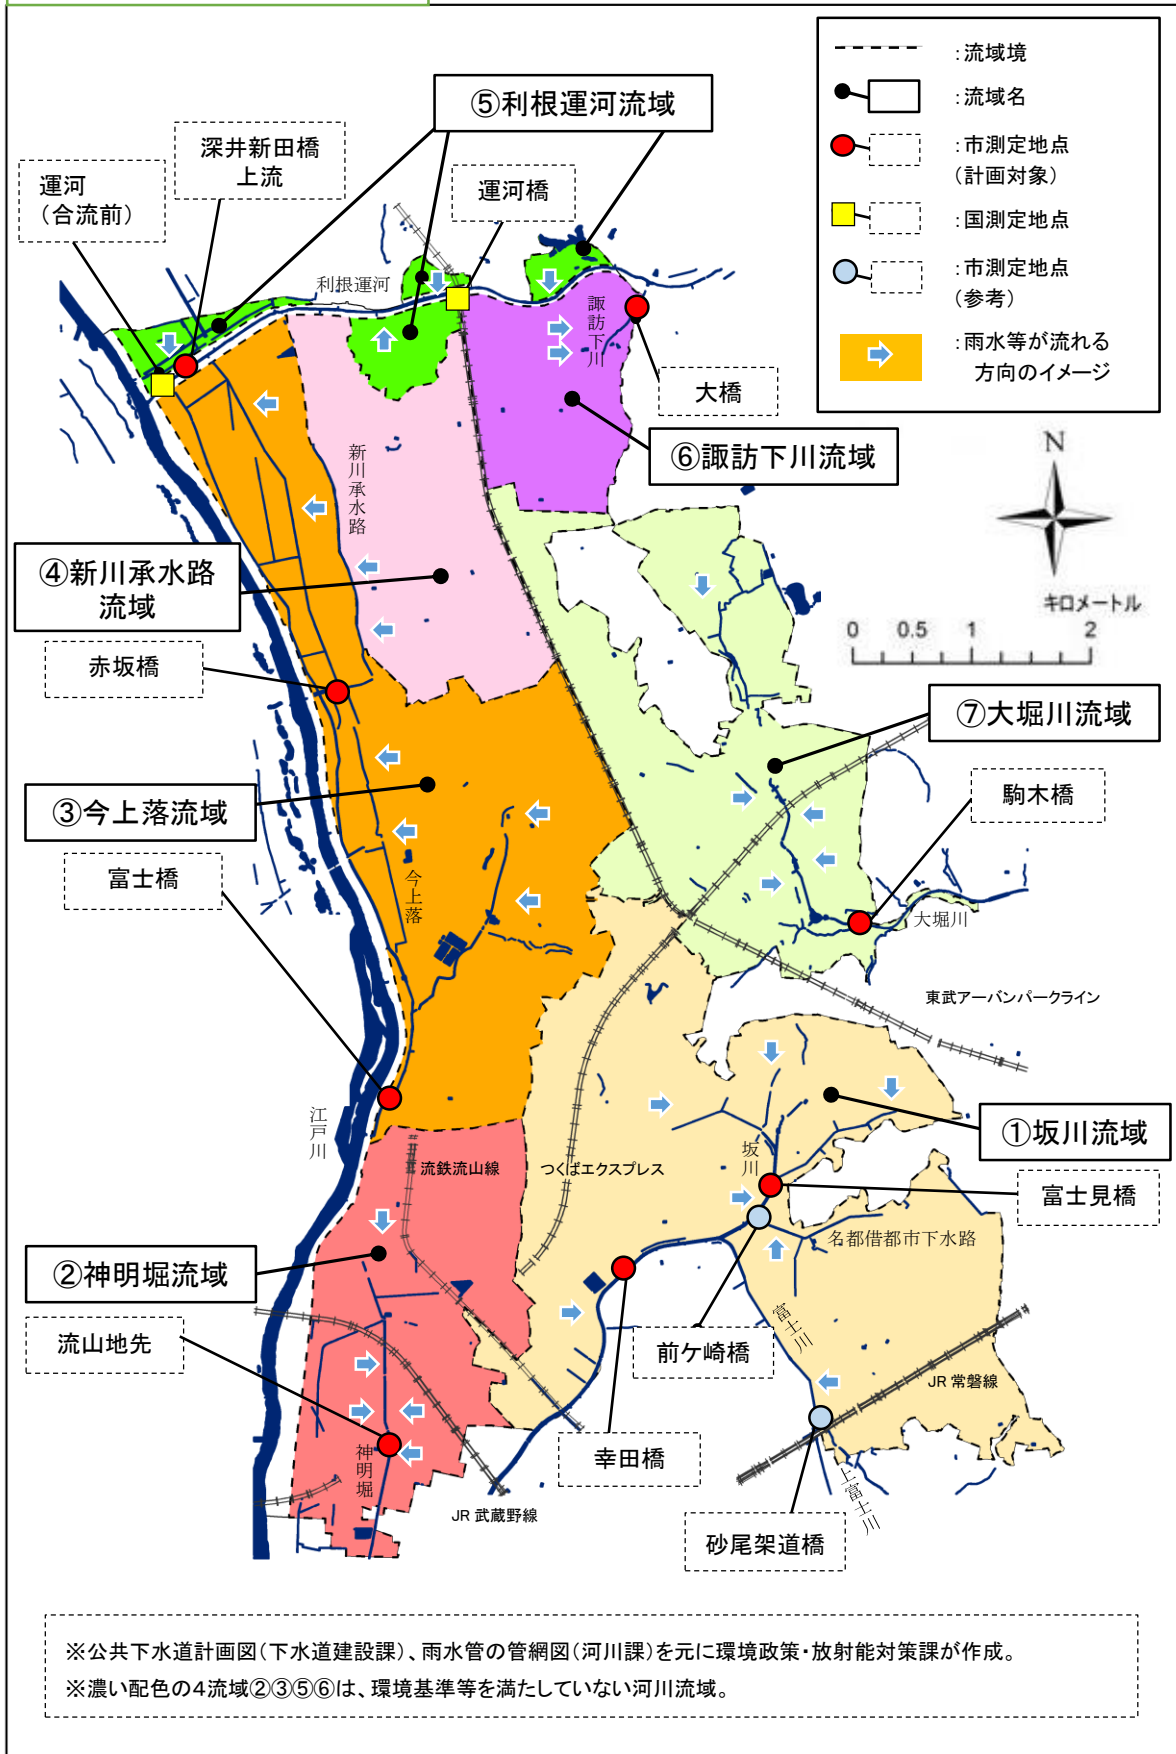 ：流域境
：流域名
：市測定地点
（計画対象）
：国測定地点
：市測定地点
（参考）
：雨水等が流れる
方向のイメージ
⑤利根運河流域
深井新田橋
上流
運河
（合流前）
運河橋
利根運河
諏訪下川
大橋
⑥諏訪下川流域
N
キロメートル
0 0.5 1 2
新川承水路
④新川承水路
流域
赤坂橋
⑦大堀川流域
駒木橋
③今上落流域
富士橋
今上落
大堀川
東武アーバンパークライン
江戸川
①坂川流域
坂川
流鉄流山線
つくばエクスプレス
富士見橋
名都借都市下水路
②神明堀流域
流山地先
富士川
前ケ崎橋
JR 常磐線
神明堀
幸田橋
上富士川
JR 武蔵野線
砂尾架道橋
※公共下水道計画図（下水道建設課）、雨水管の管網図（河川課）を元に環境政策・放射能対策課が作成。
※濃い配色の４流域②③⑤⑥は、環境基準等を満たしていない河川流域。